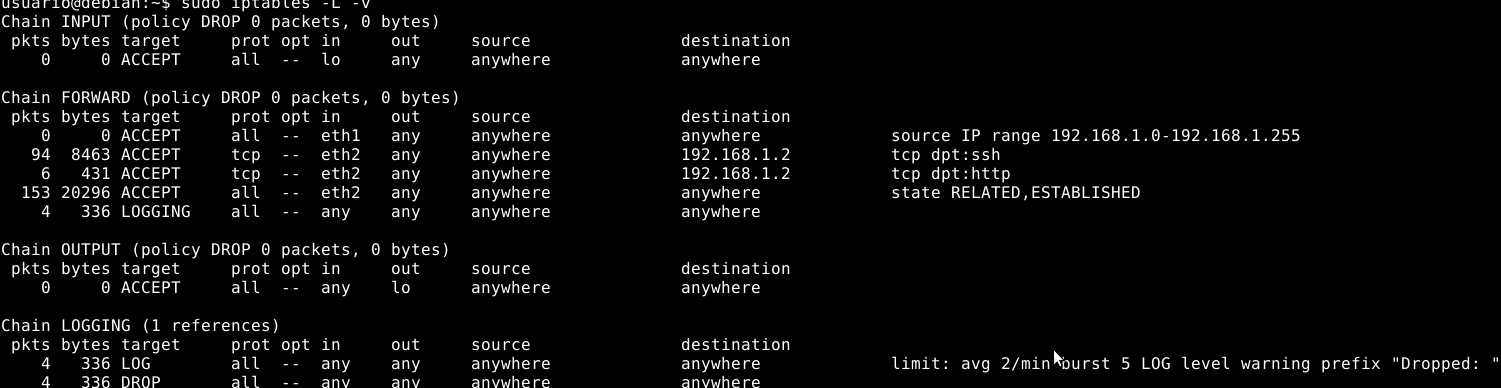 usuario@debian:~$ sudo iptables -L -v
Chain INPUT (policy DROP 0 packets, 0 bytes)
 pkts bytes target     prot opt in     out     source               destination
    0     0 ACCEPT     all  --  lo     any     anywhere             anywhere

Chain FORWARD (policy DROP 0 packets, 0 bytes)
 pkts bytes target     prot opt in     out     source               destination
    0     0 ACCEPT     all  --  eth1   any     anywhere             anywhere             source IP range 192.168.1.0-192.168.1.255
   94  8463 ACCEPT     tcp  --  eth2   any     anywhere             192.168.1.2          tcp dpt:ssh
    6   431 ACCEPT     tcp  --  eth2   any     anywhere             192.168.1.2          tcp dpt:http
  153 20296 ACCEPT     all  --  eth2   any     anywhere             anywhere             state RELATED,ESTABLISHED
    4   336 LOGGING    all  --  any    any     anywhere             anywhere

Chain OUTPUT (policy DROP 0 packets, 0 bytes)
 pkts bytes target     prot opt in     out     source               destination
    0     0 ACCEPT     all  --  any    lo      anywhere             anywhere

Chain LOGGING (1 references)
 pkts bytes target     prot opt in     out     source               destination
    4   336 LOG        all  --  any    any     anywhere             anywhere             limit: avg 2/min burst 5 LOG level warning prefix "Dropped: "
    4   336 DROP       all  --  any    any     anywhere             anywhere